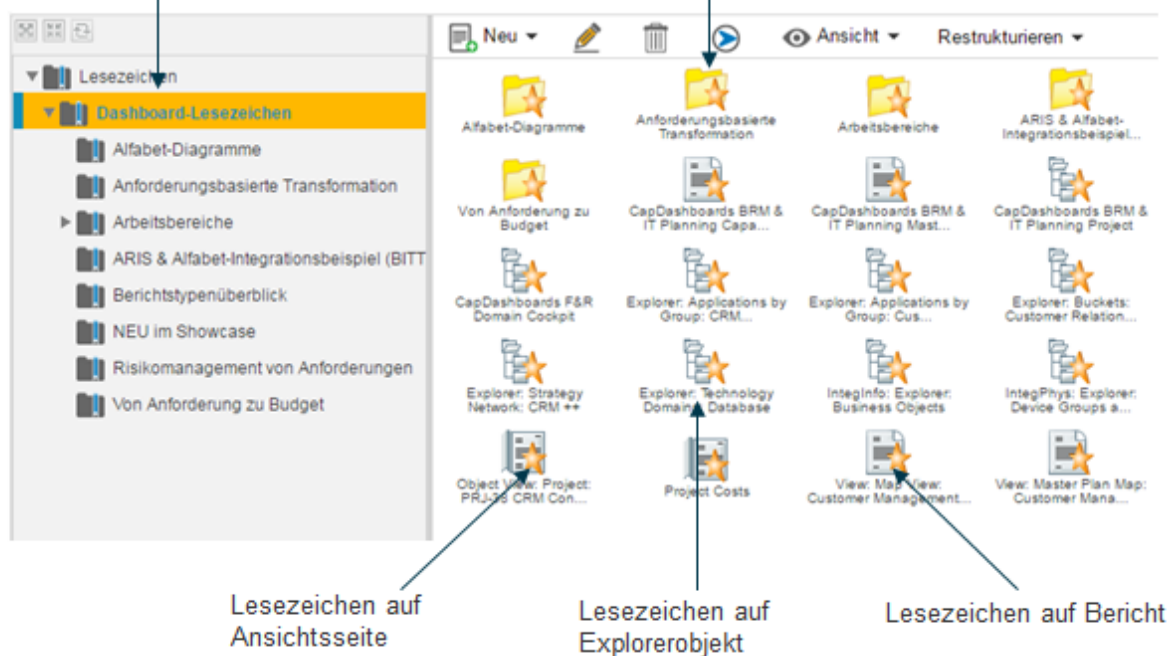 Neu
Ansicht
Restrukturieren
Lesezeichen
Dashboard-Lesezeichen
Alfabet-Diagramme
Anforderungsbasierte Transformation
Arbeitsbereiche
ARIS & Alfabet-Integrationsbeispiel (BITT
Berichtstypenüberblick
NEU im Showcase
Risikomanagement von Anforderungen
Von Anforderung zu Budget
Alfabet-Diagramme
Anforderungsbasierte
Transformation
Arbeitsbereiche
ARIS & Alfabet-
Integrationsbeispiel...
Von Anforderung zu
Budget
CapDashboards BRM &
IT Planning Capa...
CapDashboards BRM &
IT Planning Mast...
CapDashboards BRM &
IT Planning Project
CapDashboards F&R
Domain Cockpit
Explorer: Applications by
Group: CRM...
Explorer: Applications by
Group: Cus...
Explorer: Buckets:
Customer Relation...
Explorer: Strategy
Network: CRM ++
Explorer: Technology
Domain: Database
IntegInfo: Explorer:
Business Objects
IntegPhys: Explorer:
Device Groups a...
Object View: Project:
PRJ-38 CRM Con...
Project Costs
View: Map View:
Customer Management...
View: Master Plan Map:
Customer Mana...
Lesezeichen auf
Ansichtsseite
Lesezeichen auf
Explorerobjekt
Lesezeichen auf Bericht